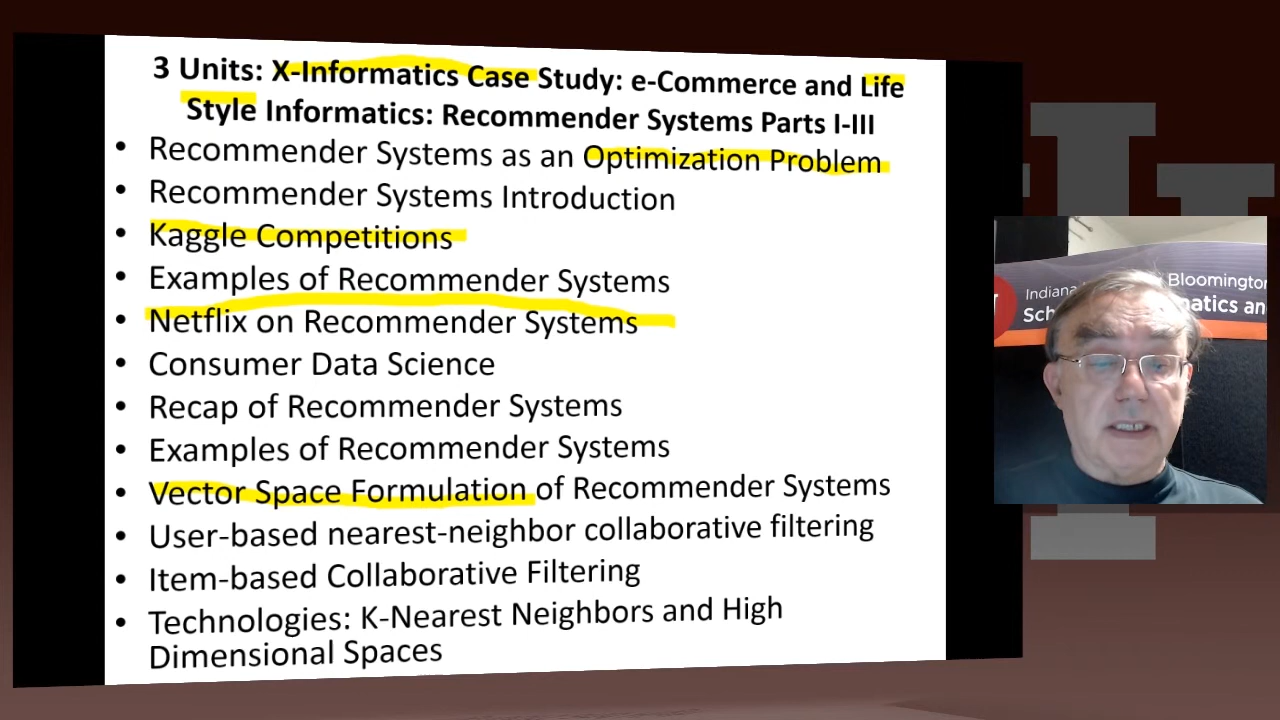 3 Units: X-Informatics Case Study: e-Commerce and Life
Style Informatics: Recommender Systems Parts I-III
• Recommender Systems as an Optimization Problem
• Recommender Systems Introduction
• Kaggle Competitions
• Examples of Recommender Systems
• Netflix on Recommender Systems
• Consumer Data Science
• Recap of Recommender Systems
• Examples of Recommender Systems
• Vector Space Formulation of Recommender Systems
• User-based nearest-neighbor collaborative filtering
• Item-based Collaborative Filtering
• Technologies: K-Nearest Neighbors and High
Dimensional Spaces
Indiana Bloomington